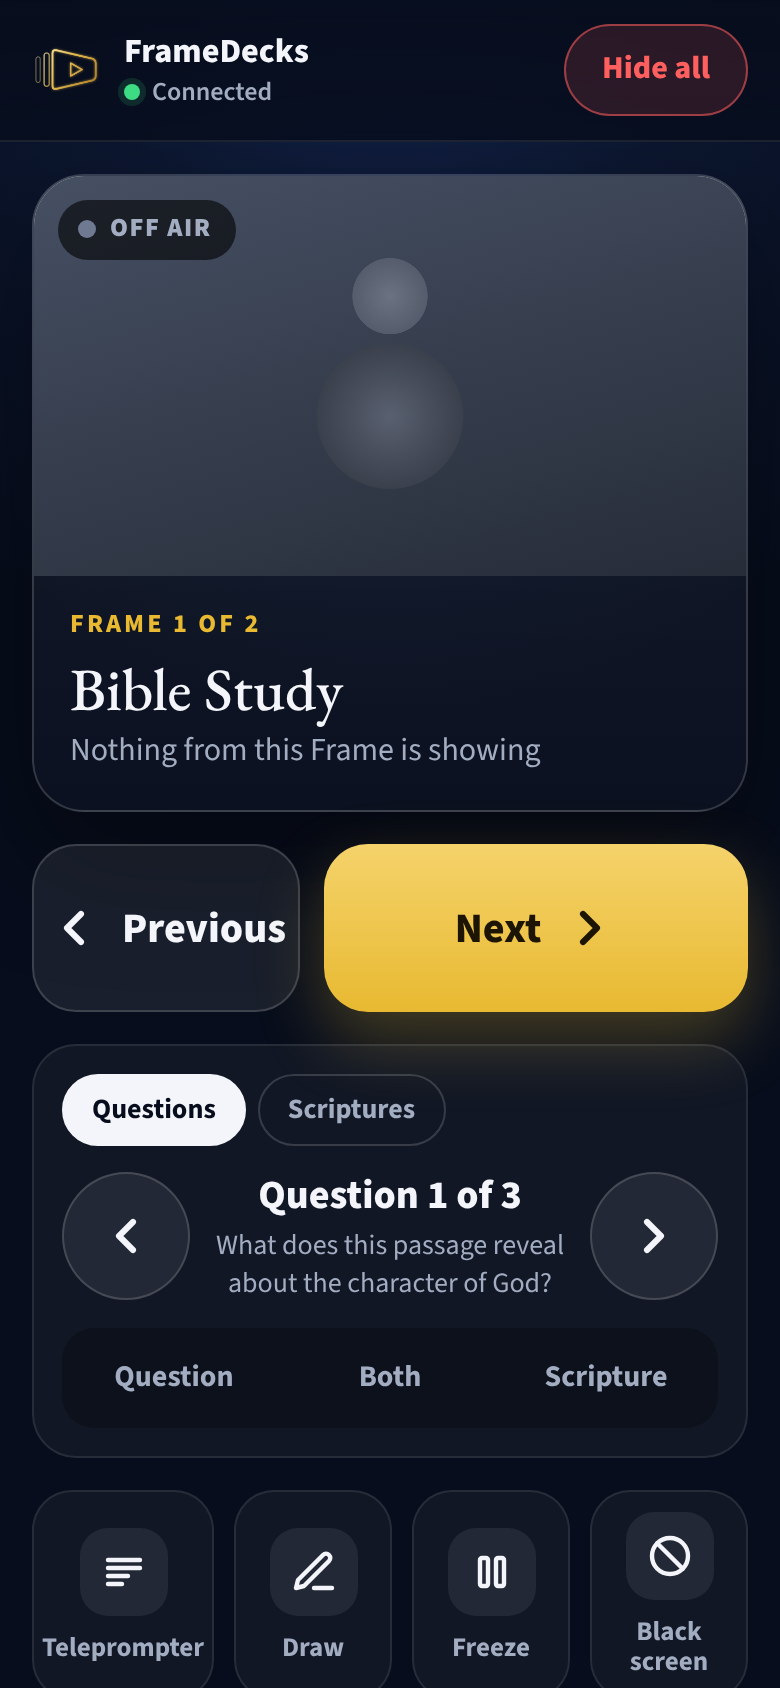 FrameDecks
Connected
Hide all
OFF AIR
FRAME 1 OF 2
Bible Study
Nothing from this Frame is showing
Previous
Next
Questions
Scriptures
Question 1 of 3
What does this passage reveal
about the character of God?
Question
Both
Scripture
Teleprompter
Draw
Freeze
Black
screen